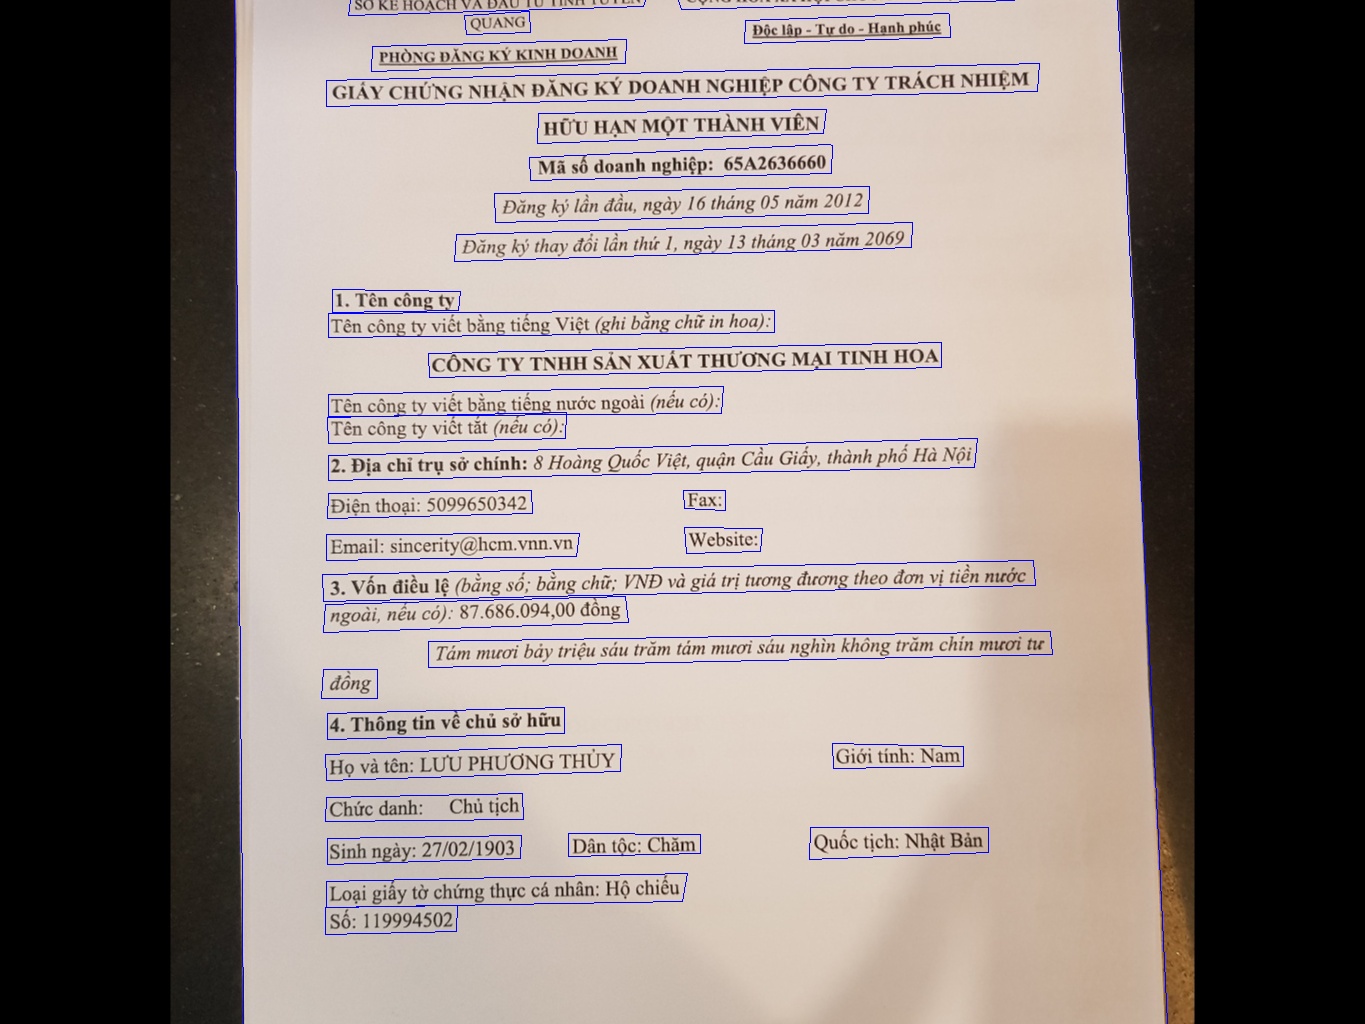 SỞ KẾ HOẠCH VÀ ĐẦU TƯ TỈNH TUYÊN
QUANG
Độc lập - Tự do - Hạnh phúc
PHÒNG ĐĂNG KÝ KINH DOANH
GIẤY CHỨNG NHẬN ĐĂNG KÝ DOANH NGHIỆP CÔNG TY TRÁCH NHIỆM
HỮU HẠN MỘT THÀNH VIÊN
Mã số doanh nghiệp: 65A2636660
Đăng ký lần đầu, ngày 16 tháng 05 năm 2012
Đăng ký thay đổi lần thứ 1, ngày 13 tháng 03 năm 2069
1. Tên công ty
Tên công ty viết bằng tiếng Việt (ghi bằng chữ in hoa):
CÔNG TY TNHH SẢN XUẤT THƯƠNG MẠI TINH HOA
Tên công ty viết bằng tiếng nước ngoài (nếu có):
Tên công ty viết tắt (nếu có):
2. Địa chỉ trụ sở chính: 8 Hoàng Quốc Việt, quận Cầu Giấy, thành phố Hà Nội
Điện thoại: 5099650342 Fax:
Email: sincerity@hcm.vnn.vn Website:
3. Vốn điều lệ (bằng số; bằng chữ; VNĐ và giá trị tương đương theo đơn vị tiền nước
ngoài, nếu có): 87.686.094,00 đồng
Tám mươi bảy triệu sáu trăm tám mươi sáu nghìn không trăm chín mươi tư
đồng
4. Thông tin về chủ sở hữu
Họ và tên: LƯU PHƯƠNG THỦY Giới tính: Nam
Chức danh: Chủ tịch
Sinh ngày: 27/02/1903 Dân tộc: Chăm Quốc tịch: Nhật Bản
Loại giấy tờ chứng thực cá nhân: Hộ chiếu
Số: 119994502